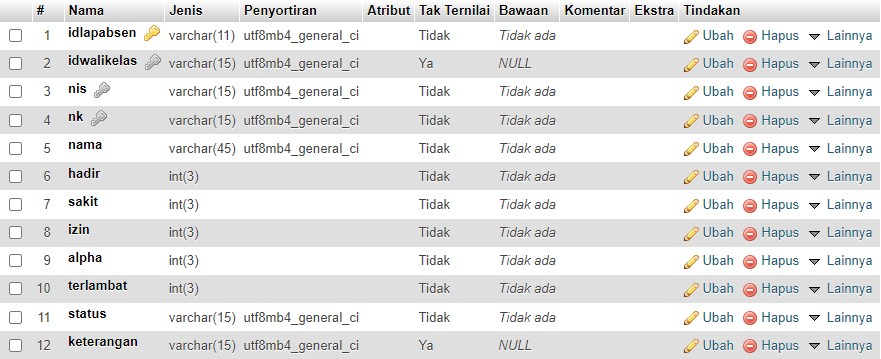 # Nama Jenis Penyortiran Atribut Tak Ternilai Bawaan Komentar Ekstra Tindakan
1 idlapabsen varchar(11) utf8mb4_general_ci Tidak Tidak ada Ubah Hapus Lainnya
2 idwalikelas varchar(15) utf8mb4_general_ci Ya NULL Ubah Hapus Lainnya
3 nis varchar(15) utf8mb4_general_ci Tidak Tidak ada Ubah Hapus Lainnya
4 nk varchar(15) utf8mb4_general_ci Tidak Tidak ada Ubah Hapus Lainnya
5 nama varchar(45) utf8mb4_general_ci Tidak Tidak ada Ubah Hapus Lainnya
6 hadir int(3) Tidak Tidak ada Ubah Hapus Lainnya
7 sakit int(3) Tidak Tidak ada Ubah Hapus Lainnya
8 izin int(3) Tidak Tidak ada Ubah Hapus Lainnya
9 alpha int(3) Tidak Tidak ada Ubah Hapus Lainnya
10 terlambat int(3) Tidak Tidak ada Ubah Hapus Lainnya
11 status varchar(15) utf8mb4_general_ci Tidak Tidak ada Ubah Hapus Lainnya
12 keterangan varchar(15) utf8mb4_general_ci Ya NULL Ubah Hapus Lainnya